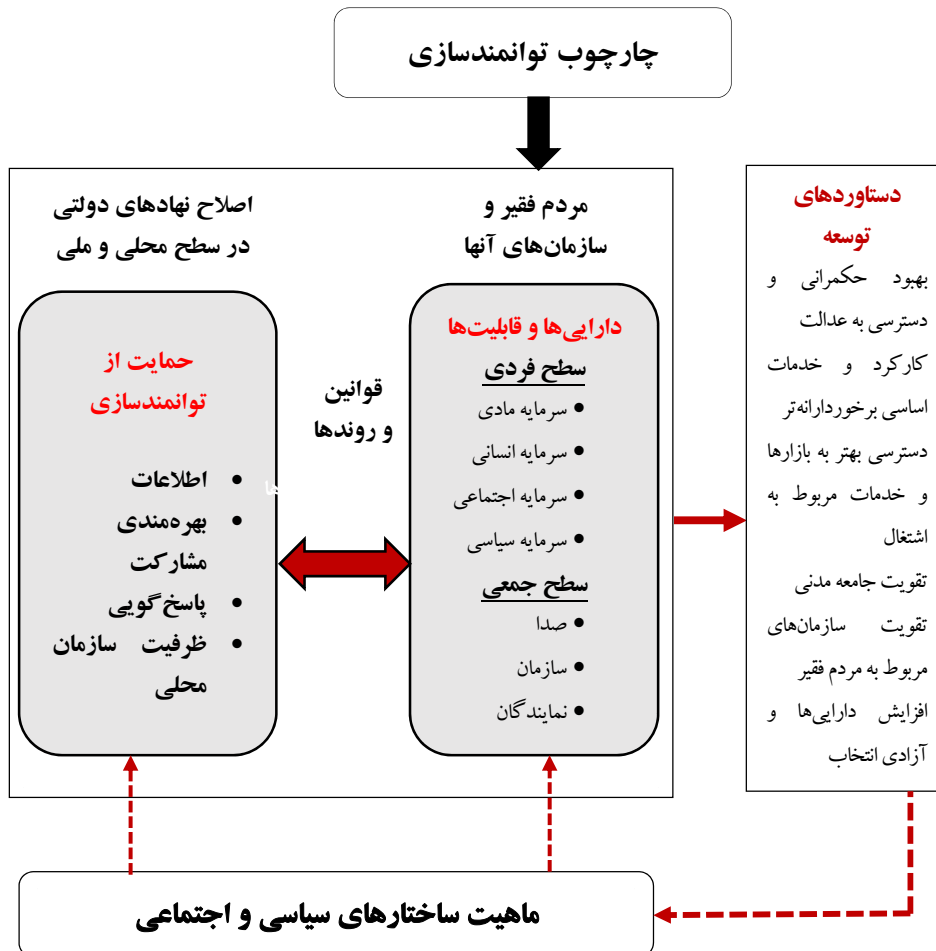 چارچوب توانمندسازی
مردم فقیر و
سازمان‌های آنها
دارایی‌ها و قابلیت‌ها
سطح فردی
• سرمایه مادی
• سرمایه انسانی
• سرمایه اجتماعی
• سرمایه سیاسی
سطح جمعی
• صدا
• سازمان
• نمایندگان
قوانین
و روندها
ها
اصلاح نهادهای دولتی
در سطح محلی و ملی
حمایت از
توانمندسازی
• اطلاعات
• بهره‌مندی
مشارکت
• پاسخ‌گویی
• ظرفیت سازمان
محلی
دستاوردهای
توسعه
بهبود حکمرانی و
دسترسی به عدالت
کارکرد و خدمات
اساسی برخوردارانه‌تر
دسترسی بهتر به بازارها
و خدمات مربوط به
اشتغال
تقویت جامعه مدنی
تقویت سازمان‌های
مربوط به مردم فقیر
افزایش دارایی‌ها و
آزادی انتخاب
ماهیت ساختارهای سیاسی و اجتماعی